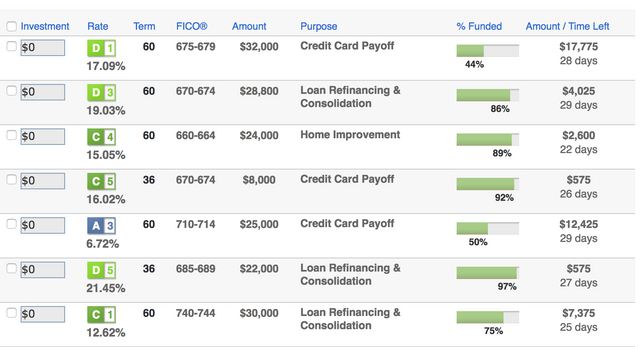 Investment Rate Term FICO® Amount Purpose % Funded Amount / Time Left
$0 D 1 60 675-679 $32,000 Credit Card Payoff $17,775
17.09% 44% 28 days
$0 D 3 60 670-674 $28,800 Loan Refinancing & $4,025
Consolidation 29 days
19.03% 86%
$0 C 4 60 660-664 $24,000 Home Improvement $2,600
15.05% 89% 22 days
$0 C 5 36 670-674 $8,000 Credit Card Payoff $575
16.02% 92% 26 days
$0 A 3 60 710-714 $25,000 Credit Card Payoff $12,425
6.72% 50% 29 days
$0 D 5 36 685-689 $22,000 Loan Refinancing & $575
Consolidation 27 days
21.45% 97%
$0 C 1 60 740-744 $30,000 Loan Refinancing & $7,375
Consolidation 25 days
12.62% 75%